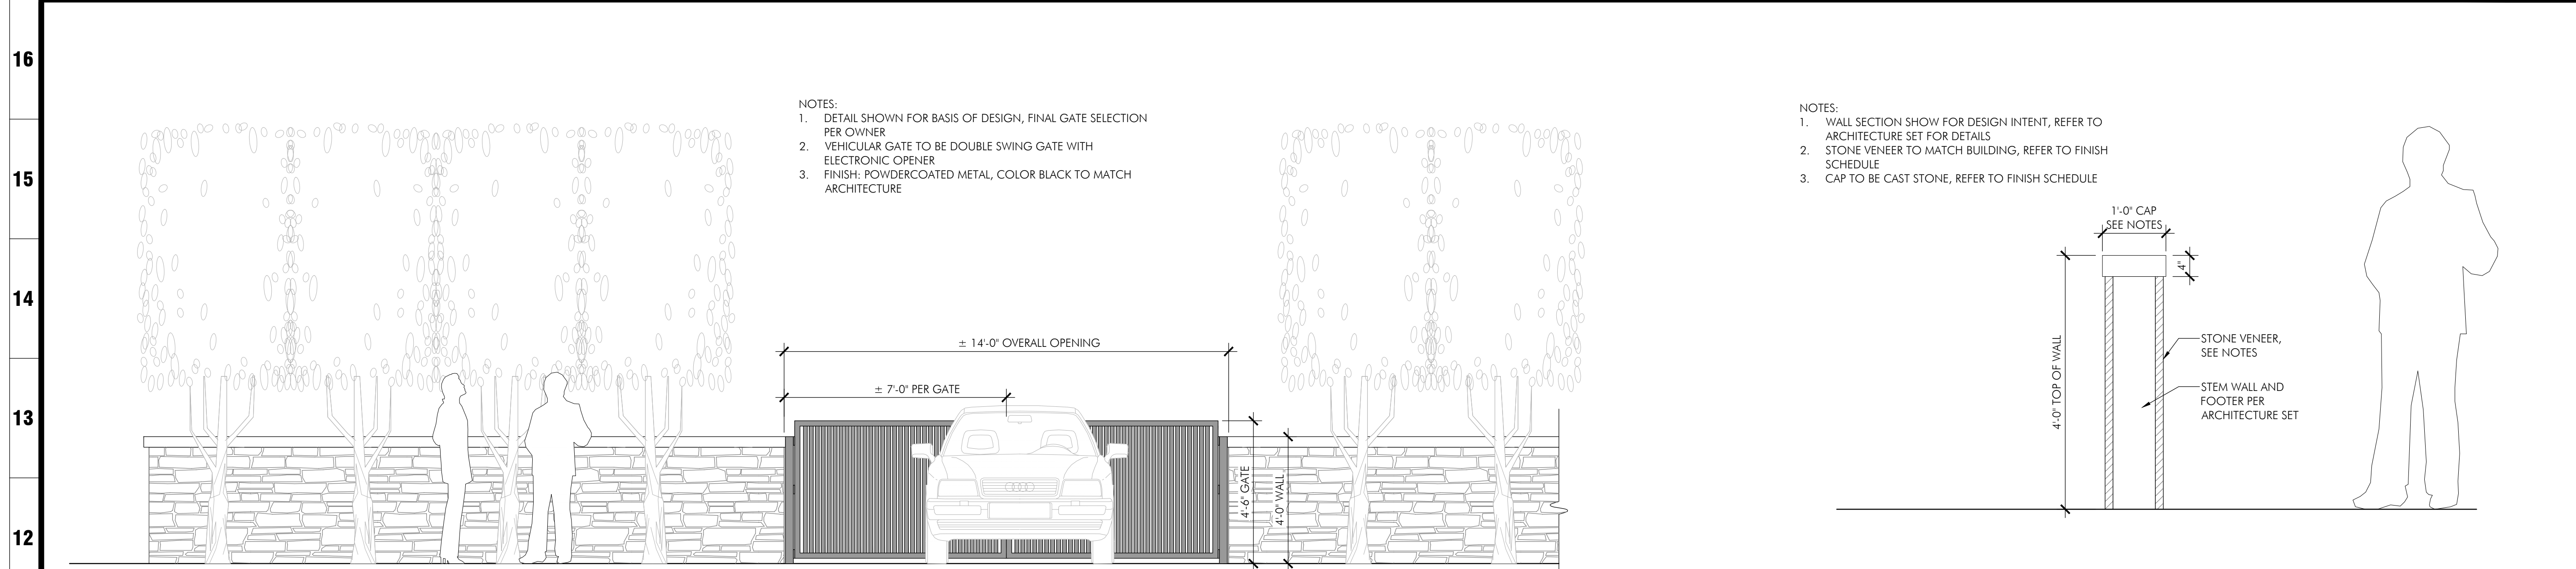 16
15
14
13
12
NOTES:
1. DETAIL SHOWN FOR BASIS OF DESIGN, FINAL GATE SELECTION
PER OWNER
2. VEHICULAR GATE TO BE DOUBLE SWING GATE WITH
ELECTRONIC OPENER
3. FINISH: POWDERCOATED METAL, COLOR BLACK TO MATCH
ARCHITECTURE
± 14'-0" OVERALL OPENING
± 7'-0" PER GATE
4'-6" GATE
4'-0" WALL
NOTES:
1. WALL SECTION SHOW FOR DESIGN INTENT, REFER TO
ARCHITECTURE SET FOR DETAILS
2. STONE VENEER TO MATCH BUILDING, REFER TO FINISH
SCHEDULE
3. CAP TO BE CAST STONE, REFER TO FINISH SCHEDULE
1'-0" CAP
SEE NOTES
4"
4'-0" TOP OF WALL
STONE VENEER,
SEE NOTES
STEM WALL AND
FOOTER PER
ARCHITECTURE SET